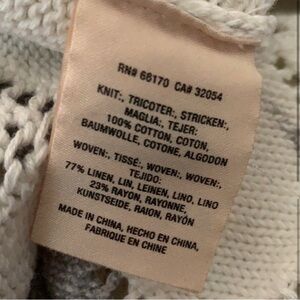 RN# 68170 CA# 32054
KNIT:, TRICOTER:, STRICKEN:,
MAGLIA:, TEJER:
100% COTTON, COTON,
BAUMWOLLE, COTONE, ALGODON
WOVEN:, TISSÉ:, WOVEN:, WOVEN:,
TEJIDO:
77% LINEN, LIN, LEINEN, LINO, LINO
23% RAYON, RAYONNE,
KUNSTSEIDE, RAION, RAYÓN
MADE IN CHINA, HECHO EN CHINA,
FABRIQUE EN CHINE